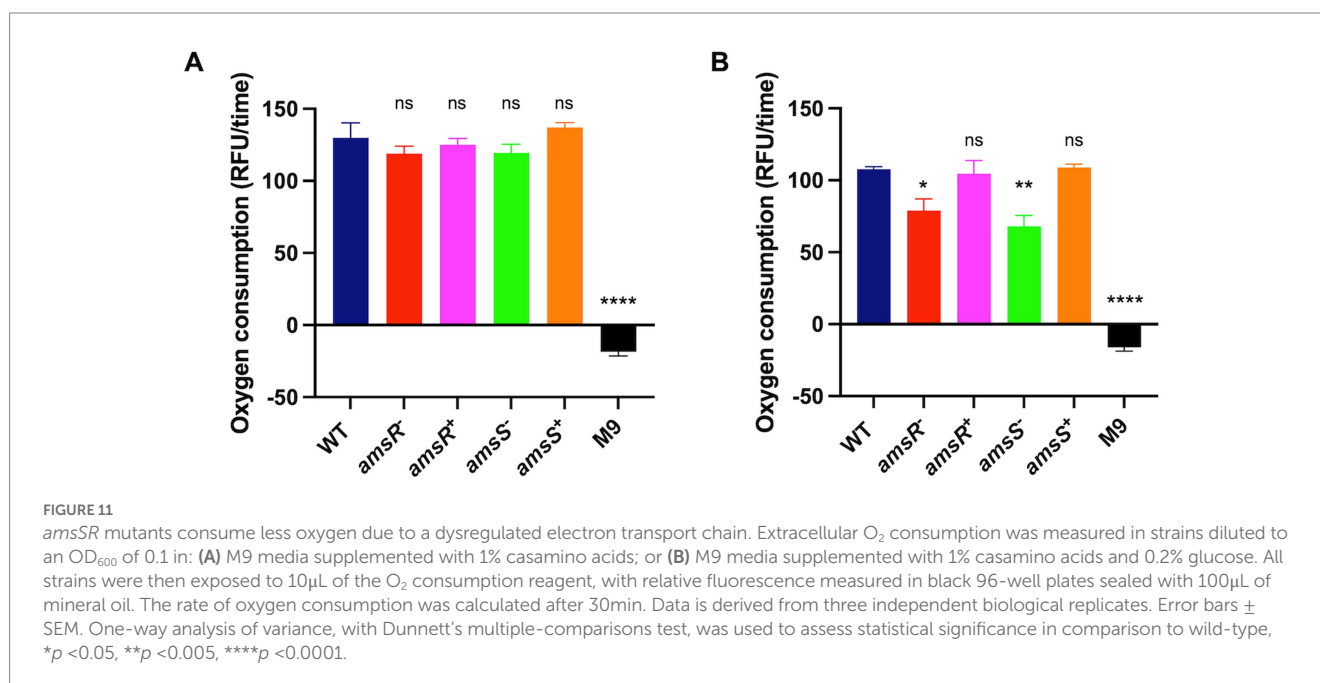 A
Oxygen consumption (RFU/time)
150
100
50
0
-50
ns
ns
ns
ns
****
WT
amsR-
amsR+
amsS-
amsS+
M9
B
Oxygen consumption (RFU/time)
150
100
50
0
-50
*
ns
**
ns
****
WT
amsR-
amsR+
amsS-
amsS+
M9
FIGURE 11
amsSR mutants consume less oxygen due to a dysregulated electron transport chain. Extracellular O₂ consumption was measured in strains diluted to
an OD₆₀₀ of 0.1 in: (A) M9 media supplemented with 1% casamino acids; or (B) M9 media supplemented with 1% casamino acids and 0.2% glucose. All
strains were then exposed to 10μL of the O₂ consumption reagent, with relative fluorescence measured in black 96-well plates sealed with 100μL of
mineral oil. The rate of oxygen consumption was calculated after 30min. Data is derived from three independent biological replicates. Error bars ±
SEM. One-way analysis of variance, with Dunnett's multiple-comparisons test, was used to assess statistical significance in comparison to wild-type,
*p <0.05, **p <0.005, ****p <0.0001.